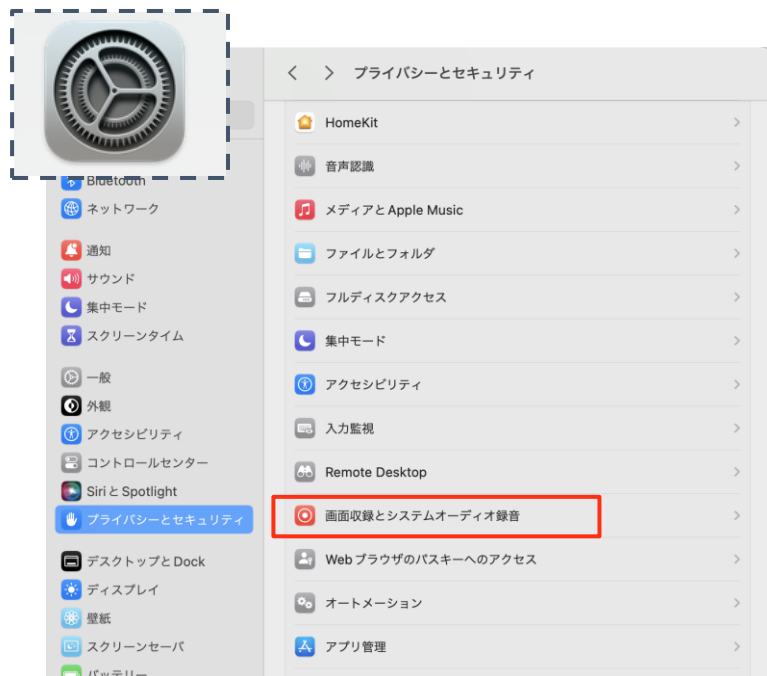 プライバシーとセキュリティ
Bluetooth
ネットワーク
通知
サウンド
集中モード
スクリーンタイム
一般
外観
アクセシビリティ
コントロールセンター
Siri と Spotlight
プライバシーとセキュリティ
デスクトップと Dock
ディスプレイ
壁紙
スクリーンセーバ
バッテリー
HomeKit
音声認識
メディアと Apple Music
ファイルとフォルダ
フルディスクアクセス
集中モード
アクセシビリティ
入力監視
Remote Desktop
画面収録とシステムオーディオ録音
Web ブラウザのパスキーへのアクセス
オートメーション
アプリ管理